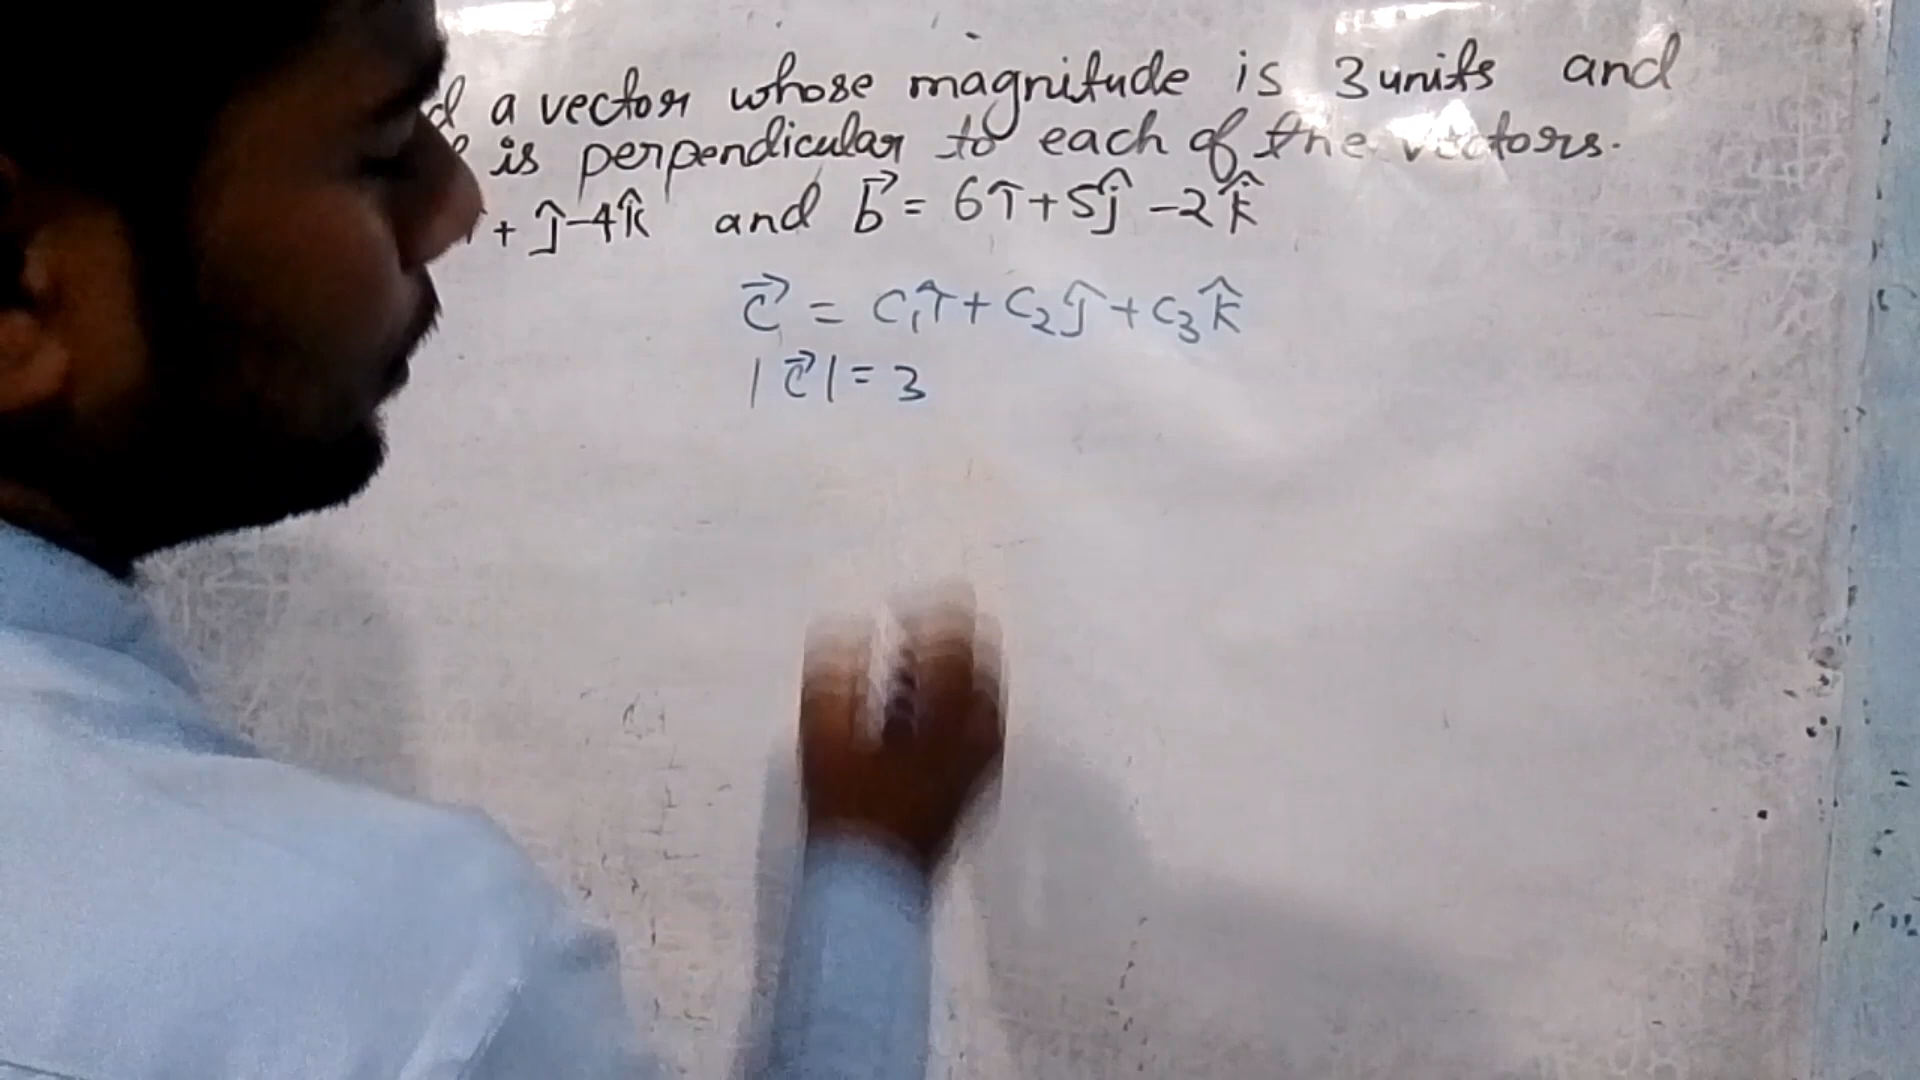 a vector whose magnitude is 3 units and
is perpendicular to each of the vectors.
+ ĵ - 4k̂ and b⃗ = 6î + 5ĵ - 2k̂
c⃗ = c₁î + c₂ĵ + c₃k̂
|c⃗| = 3